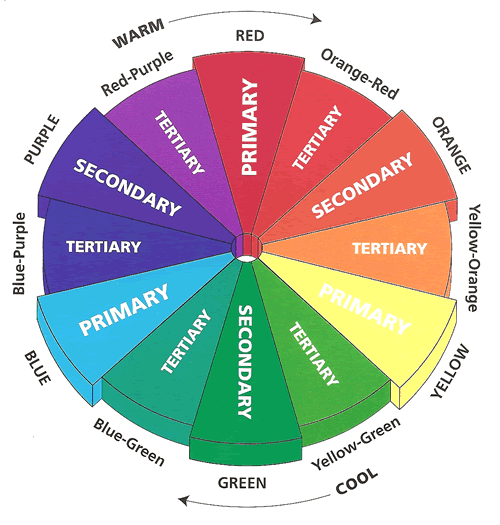 WARM
RED
Red-Purple
Orange-Red
PURPLE
ORANGE
Blue-Purple
Yellow-Orange
BLUE
YELLOW
Blue-Green
Yellow-Green
GREEN
COOL
PRIMARY
TERTIARY
SECONDARY
TERTIARY
PRIMARY
TERTIARY
SECONDARY
TERTIARY
PRIMARY
TERTIARY
SECONDARY
TERTIARY